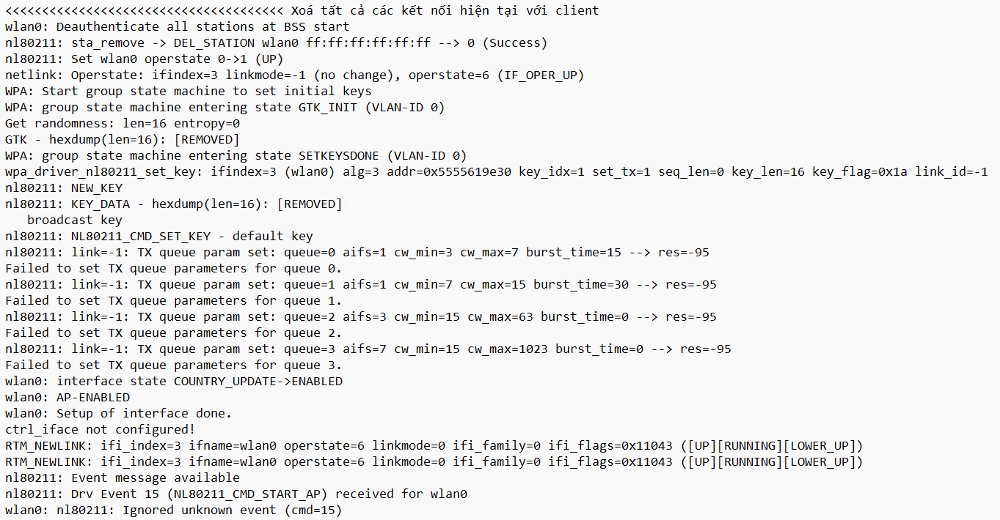 <<<<<<<<<<<<<<<<<<<<<<<<<<<<<<<<<<<<<< Xoá tất cả các kết nối hiện tại với client
wlan0: Deauthenticate all stations at BSS start
nl80211: sta_remove -> DEL_STATION wlan0 ff:ff:ff:ff:ff:ff --> 0 (Success)
nl80211: Set wlan0 operstate 0->1 (UP)
netlink: Operstate: ifindex=3 linkmode=-1 (no change), operstate=6 (IF_OPER_UP)
WPA: Start group state machine to set initial keys
WPA: group state machine entering state GTK_INIT (VLAN-ID 0)
Get randomness: len=16 entropy=0
GTK - hexdump(len=16): [REMOVED]
WPA: group state machine entering state SETKEYSDONE (VLAN-ID 0)
wpa_driver_nl80211_set_key: ifindex=3 (wlan0) alg=3 addr=0x5555619e30 key_idx=1 set_tx=1 seq_len=0 key_len=16 key_flag=0x1a link_id=-1
nl80211: NEW_KEY
nl80211: KEY_DATA - hexdump(len=16): [REMOVED]
   broadcast key
nl80211: NL80211_CMD_SET_KEY - default key
nl80211: link=-1: TX queue param set: queue=0 aifs=1 cw_min=3 cw_max=7 burst_time=15 --> res=-95
Failed to set TX queue parameters for queue 0.
nl80211: link=-1: TX queue param set: queue=1 aifs=1 cw_min=7 cw_max=15 burst_time=30 --> res=-95
Failed to set TX queue parameters for queue 1.
nl80211: link=-1: TX queue param set: queue=2 aifs=3 cw_min=15 cw_max=63 burst_time=0 --> res=-95
Failed to set TX queue parameters for queue 2.
nl80211: link=-1: TX queue param set: queue=3 aifs=7 cw_min=15 cw_max=1023 burst_time=0 --> res=-95
Failed to set TX queue parameters for queue 3.
wlan0: interface state COUNTRY_UPDATE->ENABLED
wlan0: AP-ENABLED
wlan0: Setup of interface done.
ctrl_iface not configured!
RTM_NEWLINK: ifi_index=3 ifname=wlan0 operstate=6 linkmode=0 ifi_family=0 ifi_flags=0x11043 ([UP][RUNNING][LOWER_UP])
RTM_NEWLINK: ifi_index=3 ifname=wlan0 operstate=6 linkmode=0 ifi_family=0 ifi_flags=0x11043 ([UP][RUNNING][LOWER_UP])
nl80211: Event message available
nl80211: Drv Event 15 (NL80211_CMD_START_AP) received for wlan0
wlan0: nl80211: Ignored unknown event (cmd=15)